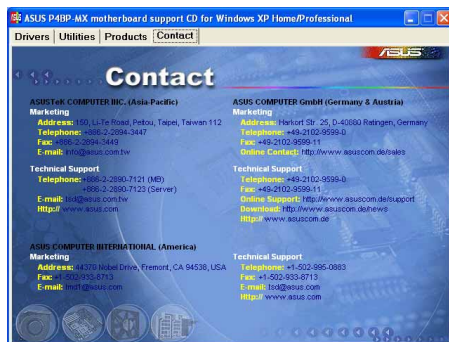 ASUS P4BP-MX motherboard support CD for Windows XP Home/Professional
Drivers Utilities Products Contact
ASUS
Contact
ASUSTeK COMPUTER INC. (Asia-Pacific)
Marketing
Address: 150, Li-Te Road, Peitou, Taipei, Taiwan 112
Telephone: +886-2-2894-3447
Fax: +886-2-2894-3449
E-mail: info@asus.com.tw
Technical Support
Telephone: +886-2-2890-7121 (MB)
+886-2-2890-7123 (Server)
E-mail: tsd@asus.com.tw
Http:// www.asus.com
ASUS COMPUTER INTERNATIONAL (America)
Marketing
Address: 44370 Nobel Drive, Fremont, CA 94538, USA
Fax: +1-502-933-8713
E-mail: tmd1@asus.com
ASUS COMPUTER GmbH (Germany & Austria)
Marketing
Address: Harkort Str. 25, D-40880 Ratingen, Germany
Telephone: +49-2102-9599-0
Fax: +49-2102-9599-11
Online Contact: http://www.asuscom.de/sales
Technical Support
Telephone: +49-2102-9599-0
Fax: +49-2102-9599-11
Online Support: http://www.asuscom.de/support
Download: http://www.asuscom.de/news
Http:// www.asuscom.de
Technical Support
Telephone: +1-502-995-0883
Fax: +1-502-933-8713
E-mail: tsd@asus.com
Http:// www.asus.com